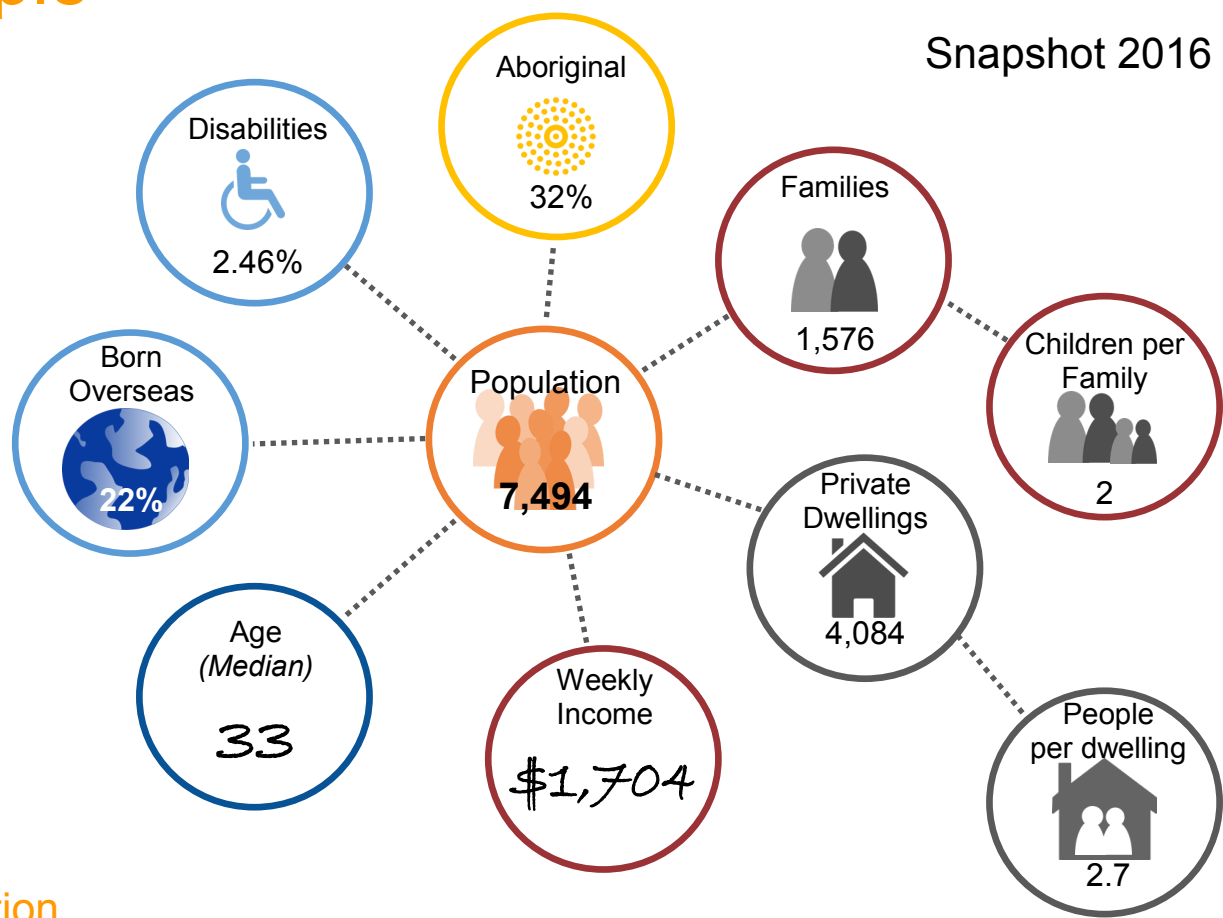 Snapshot 2016
Aboriginal
32%
Disabilities
2.46%
Families
1,576
Children per
Family
2
Born
Overseas
22%
Population
7,494
Private
Dwellings
4,084
Age
(Median)
33
Weekly
Income
$1,704
People
per dwelling
2.7